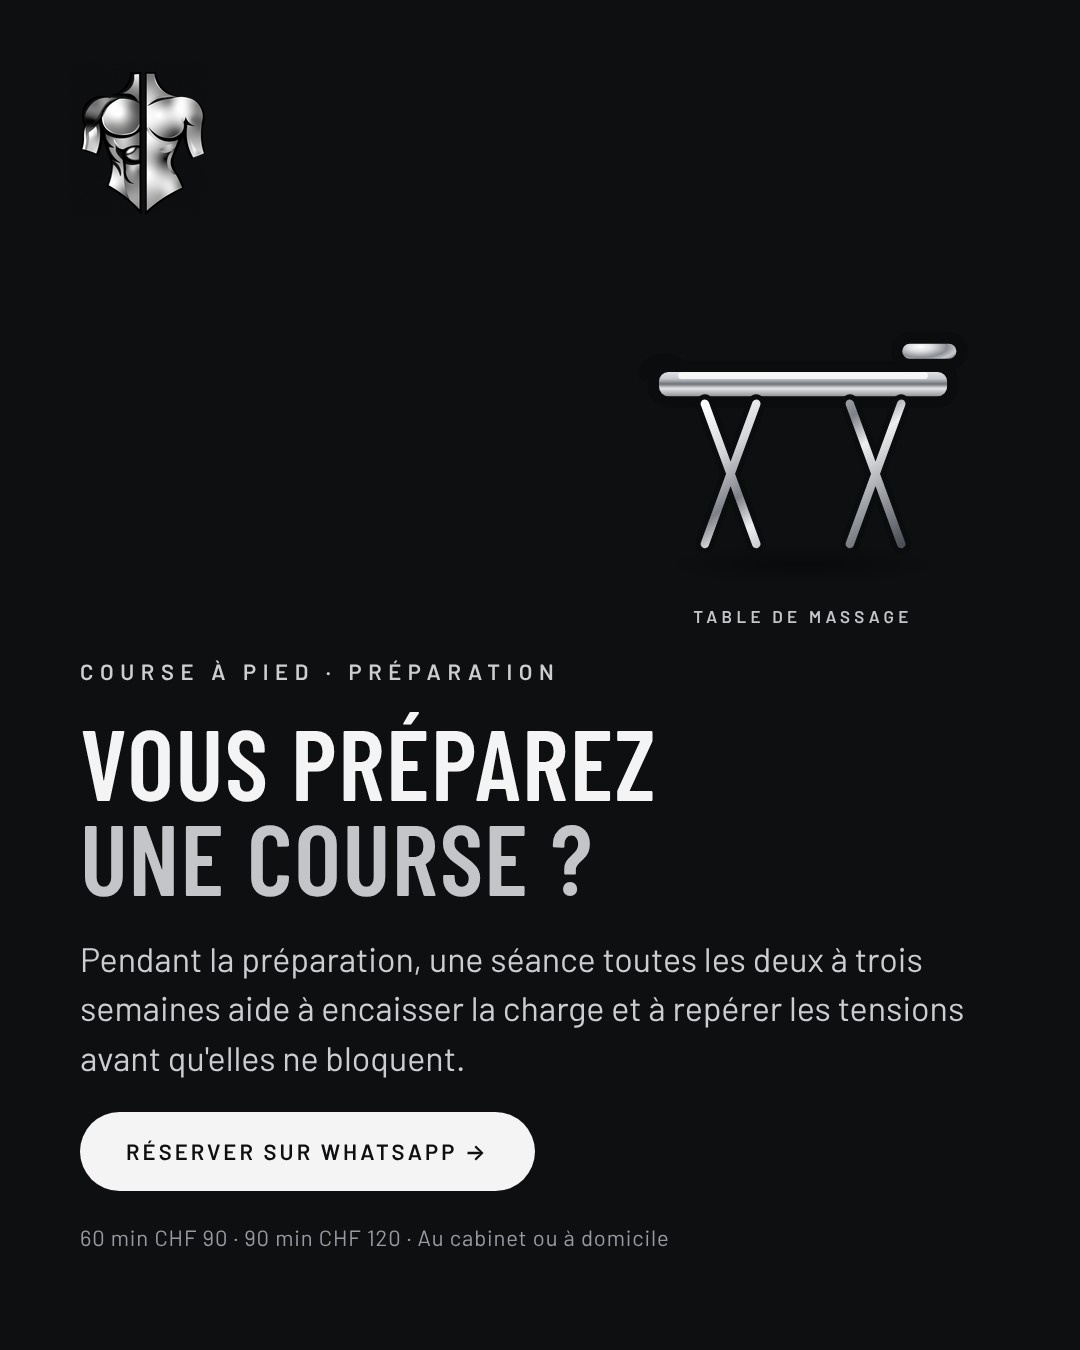 TABLE DE MASSAGE
COURSE À PIED · PRÉPARATION
VOUS PRÉPAREZ
UNE COURSE ?
Pendant la préparation, une séance toutes les deux à trois
semaines aide à encaisser la charge et à repérer les tensions
avant qu'elles ne bloquent.
RÉSERVER SUR WHATSAPP →
60 min CHF 90 · 90 min CHF 120 · Au cabinet ou à domicile